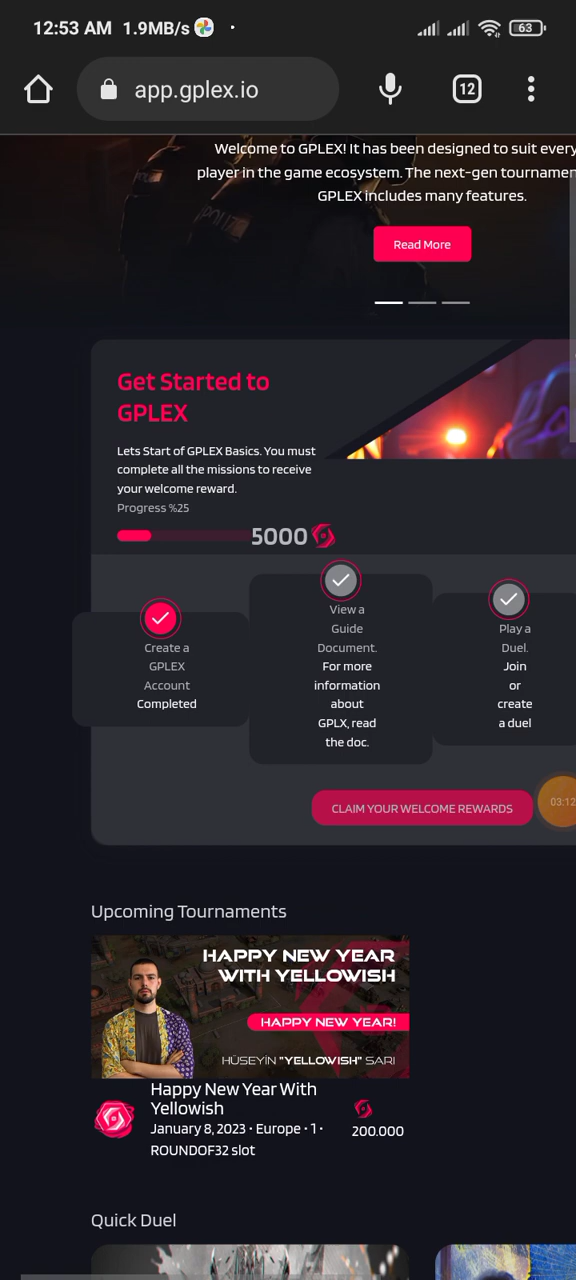 12:53 AM 1.9MB/s
63
app.gplex.io
12
Welcome to GPLEX! It has been designed to suit every
player in the game ecosystem. The next-gen tournamen
GPLEX includes many features.
Read More
Get Started to
GPLEX
Lets Start of GPLEX Basics. You must
complete all the missions to receive
your welcome reward.
Progress %25
5000
Create a
GPLEX
Account
Completed
View a
Guide
Document.
For more
information
about
GPLX, read
the doc.
Play a
Duel.
Join
or
create
a duel
CLAIM YOUR WELCOME REWARDS
03:12
Upcoming Tournaments
HAPPY NEW YEAR
WITH YELLOWISH
HAPPY NEW YEAR!
HÜSEYİN "YELLOWISH" SARI
Happy New Year With
Yellowish
January 8, 2023 • Europe • 1 •
ROUNDOF32 slot
200.000
Quick Duel